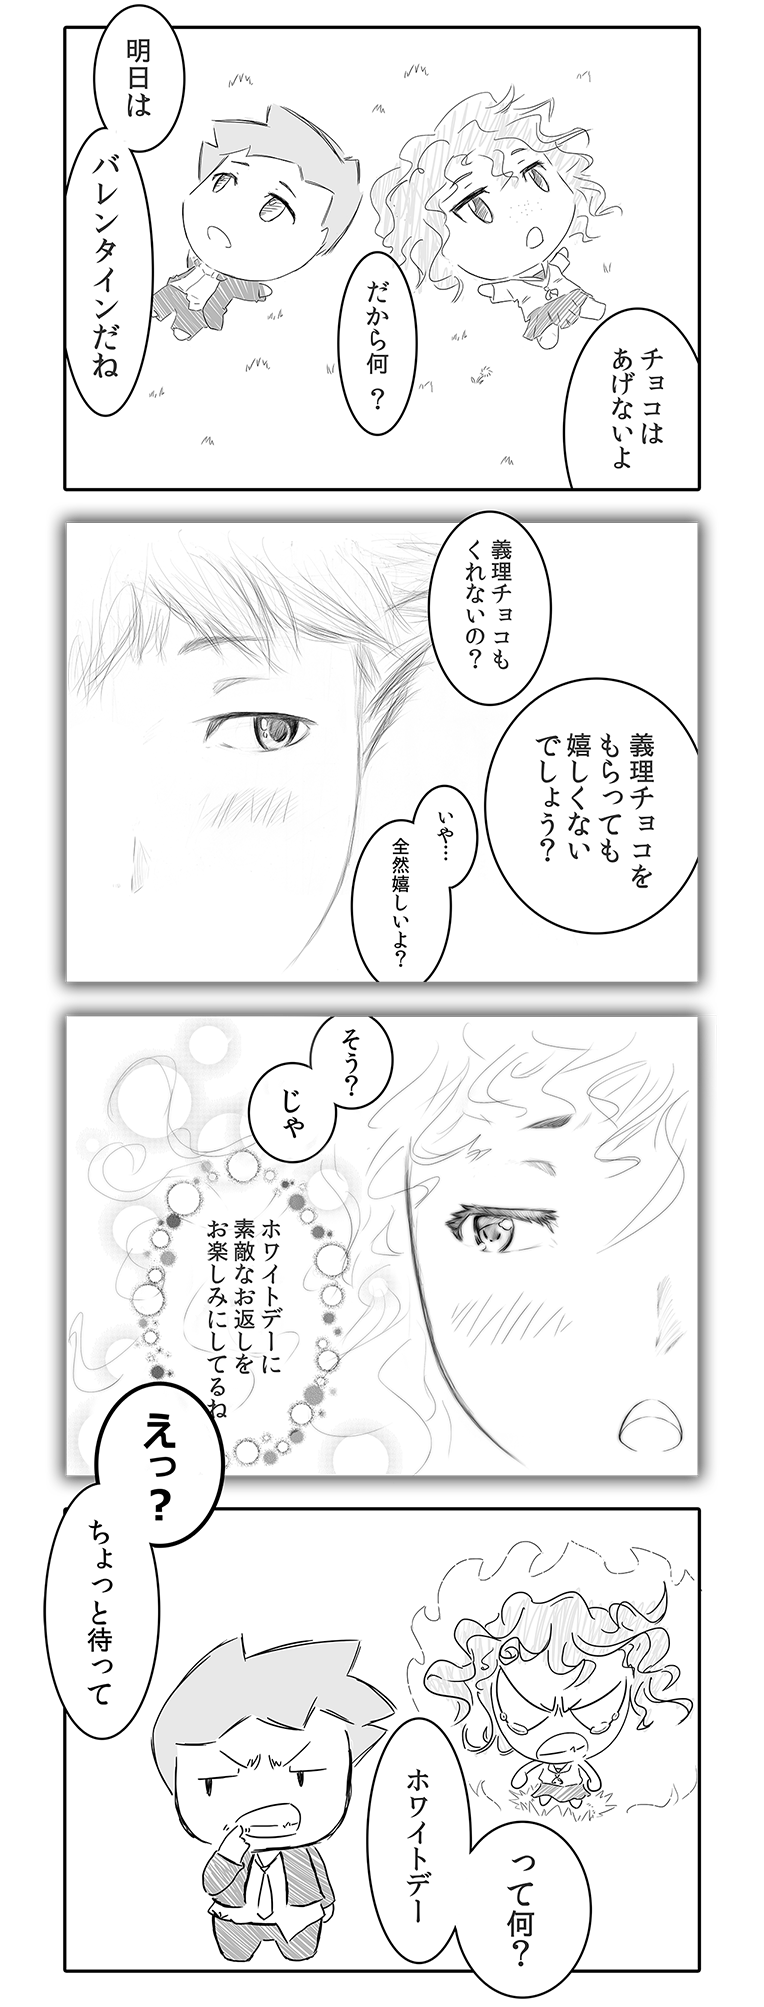 明日は
バレンタインだね
だから何？
チョコは
あげないよ
義理チョコも
くれないの？
義理チョコを
もらっても
嬉しくない
でしょう？
いや…
全然嬉しいよ？
そう？
じゃ
ホワイトデーに
素敵なお返しを
お楽しみにしてるね
えっ？
ちょっと待って
ホワイトデー
って何？